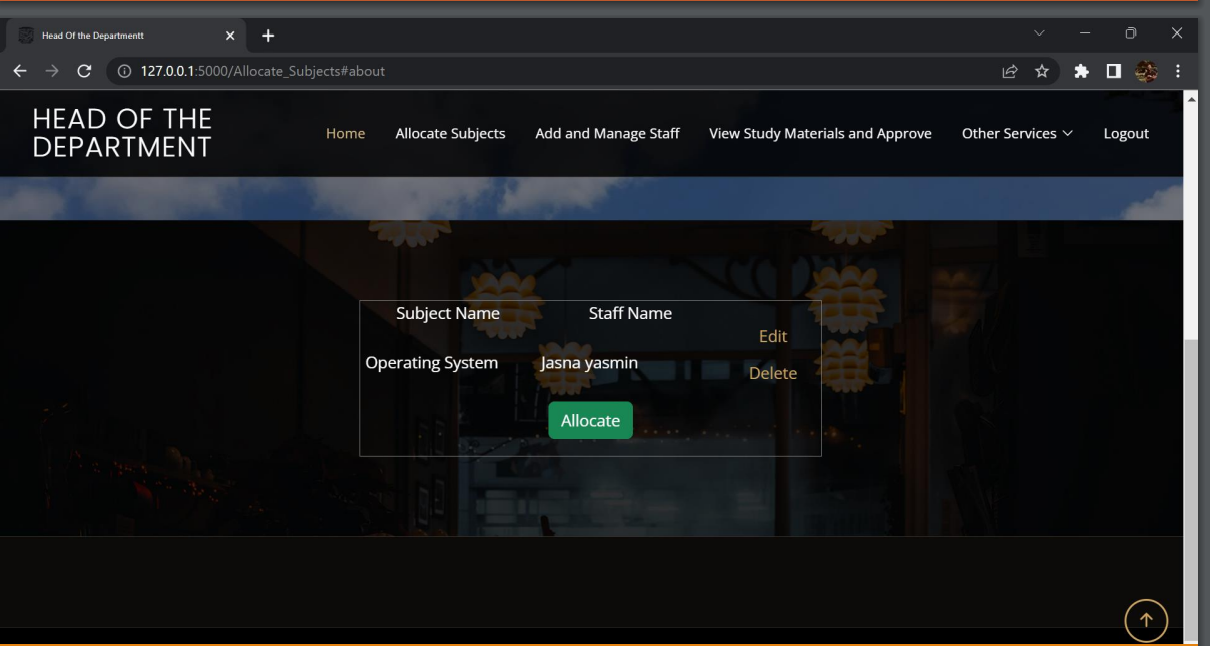 Head Of the Departmentt
127.0.0.1:5000/Allocate_Subjects#about
HEAD OF THE
DEPARTMENT
Home Allocate Subjects Add and Manage Staff View Study Materials and Approve Other Services Logout
Subject Name Staff Name
Edit
Operating System Jasna yasmin
Delete
Allocate